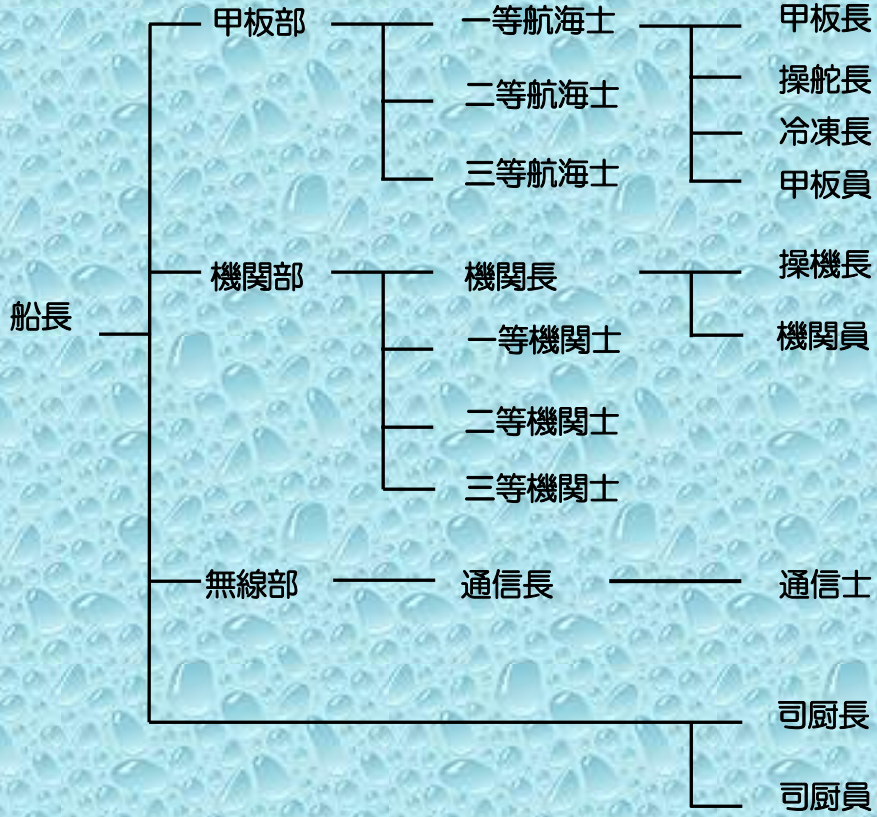 甲板部 一等航海士 甲板長
操舵長
二等航海士
冷凍長
三等航海士 甲板員
機関部 機関長 操機長
船長
一等機関士 機関員
二等機関士
三等機関士
無線部 通信長 通信士
司厨長
司厨員